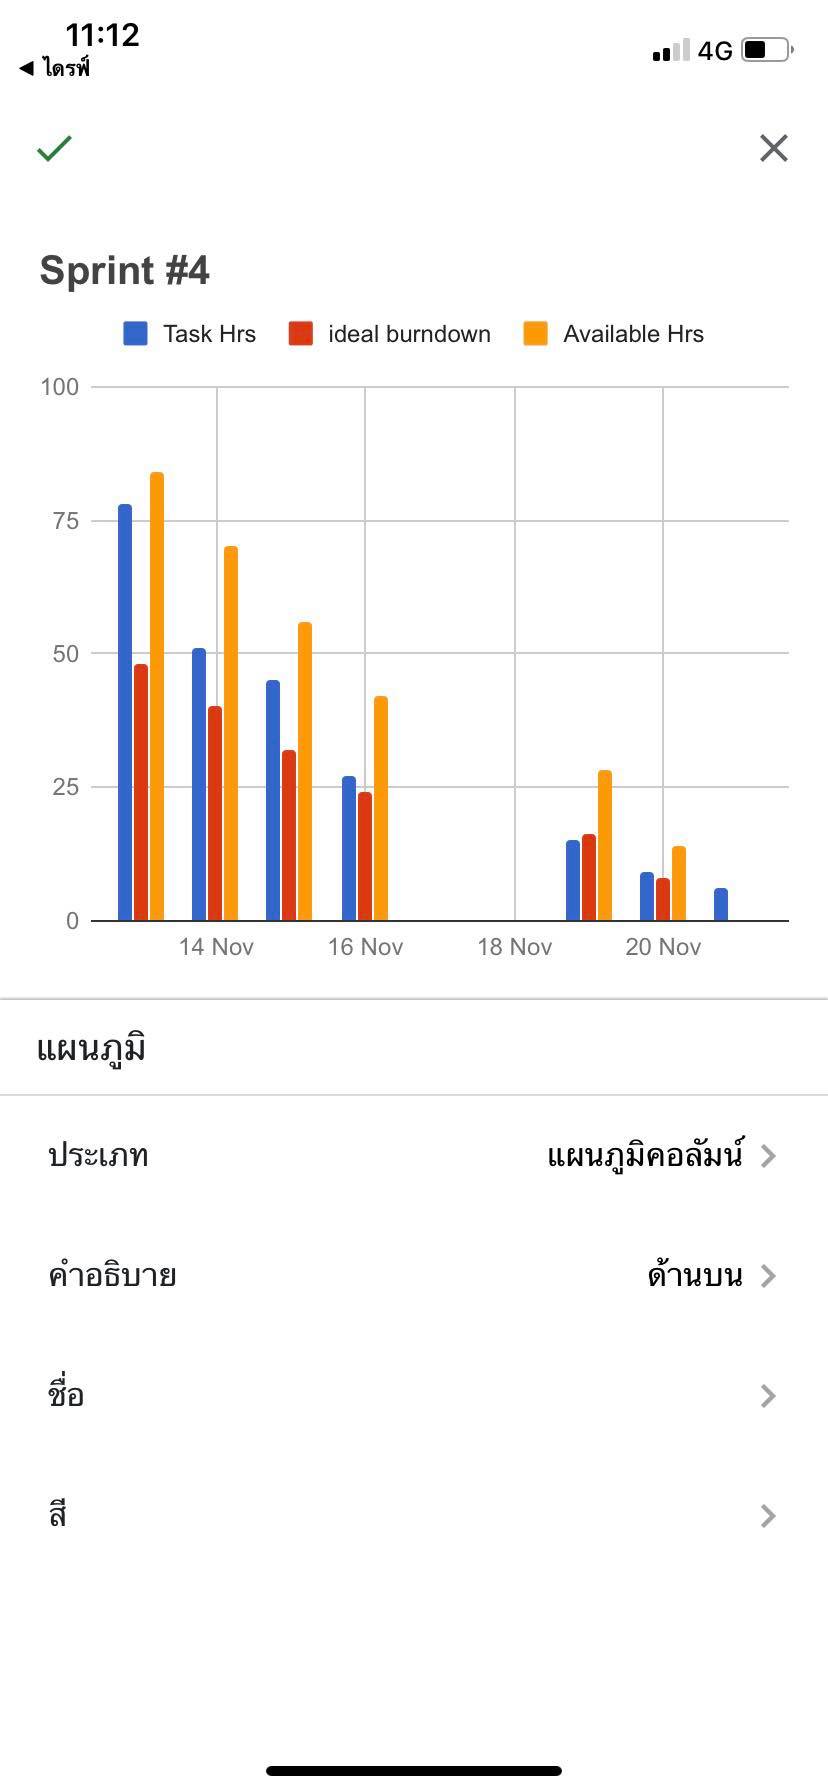 11:12
4G
◀ ไดรฟ์
Sprint #4
Task Hrs ideal burndown Available Hrs
100
75
50
25
0
14 Nov 16 Nov 18 Nov 20 Nov
แผนภูมิ
ประเภท แผนภูมิคอลัมน์
คำอธิบาย ด้านบน
ชื่อ
สี